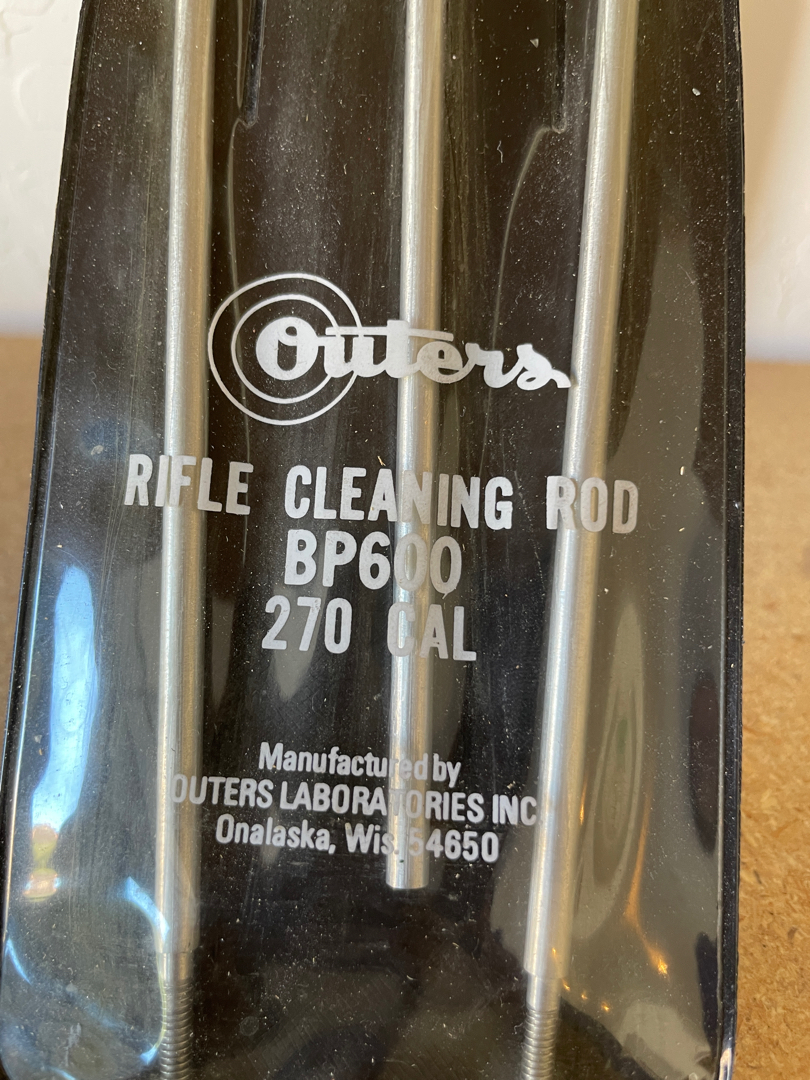 Outers
RIFLE CLEANING ROD
BP600
270 CAL
Manufactured by
OUTERS LABORATORIES INC
Onalaska, Wis. 54650